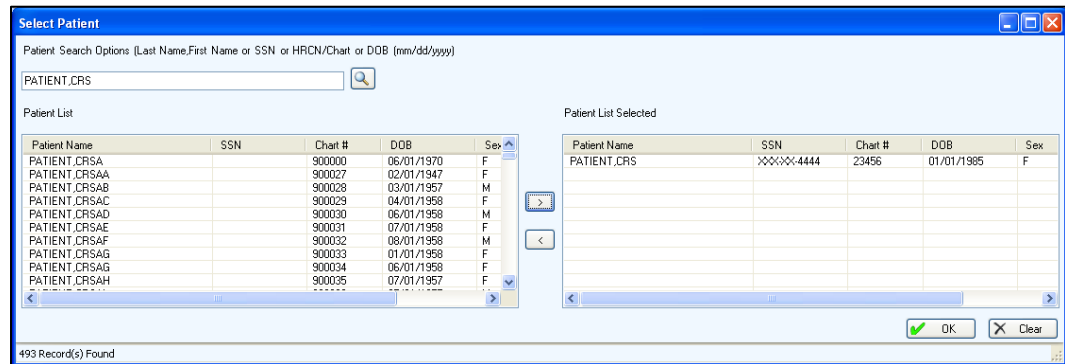 Select Patient
Patient Search Options (Last Name,First Name or SSN or HRCN/Chart or DOB (mm/dd/yyyy)
PATIENT,CRS
Patient List
Patient Name SSN Chart # DOB Sex
PATIENT,CRSA 900000 06/01/1970 F
PATIENT,CRSAA 900027 02/01/1947 F
PATIENT,CRSAB 900028 03/01/1957 M
PATIENT,CRSAC 900029 04/01/1958 F
PATIENT,CRSAD 900030 06/01/1958 M
PATIENT,CRSAE 900031 07/01/1958 F
PATIENT,CRSAF 900032 08/01/1958 M
PATIENT,CRSAG 900033 01/01/1958 F
PATIENT,CRSAG 900034 06/01/1958 F
PATIENT,CRSAH 900035 07/01/1957 F
>
<
Patient List Selected
Patient Name SSN Chart # DOB Sex
PATIENT,CRS XXX-XX-4444 23456 01/01/1985 F
OK
Clear
493 Record(s) Found